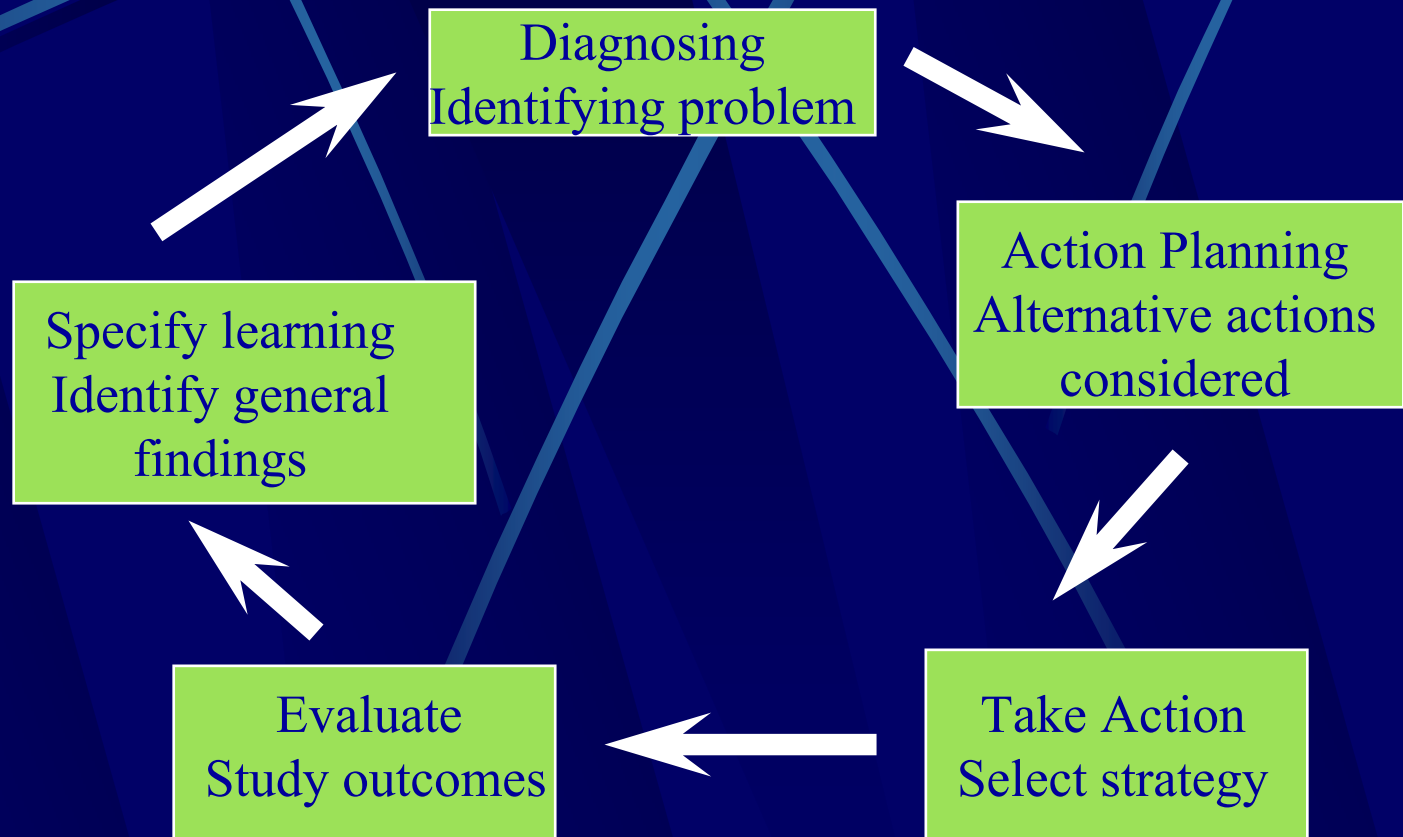 Diagnosing
Identifying problem
Action Planning
Alternative actions
considered
Take Action
Select strategy
Evaluate
Study outcomes
Specify learning
Identify general
findings